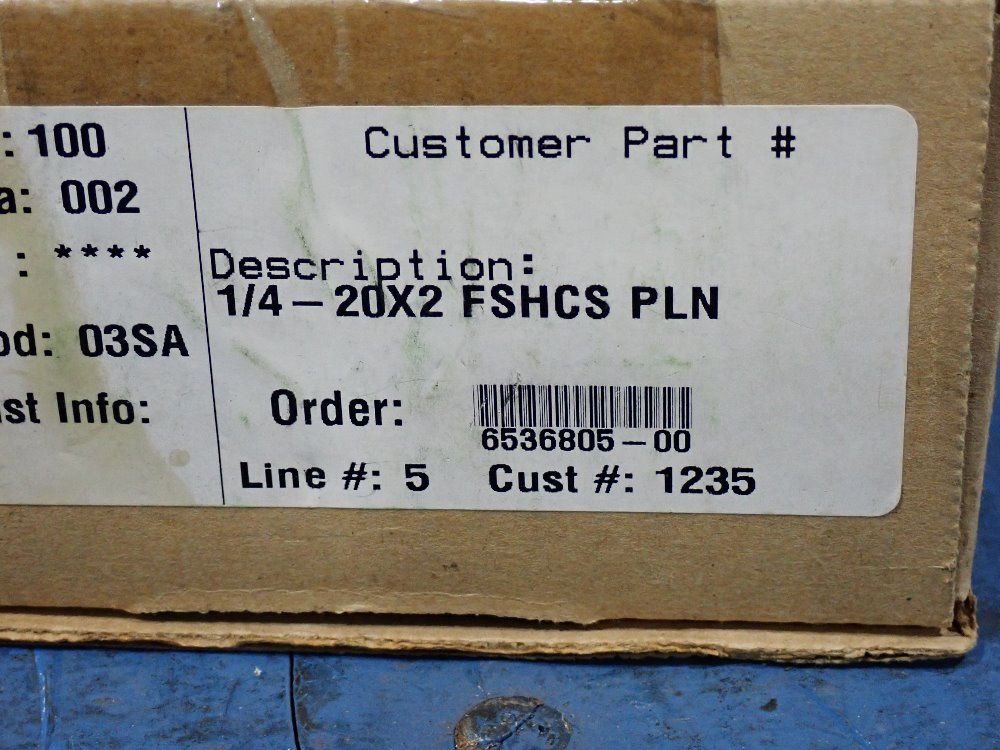 : 100
a: 002
: ****
od: 03SA
st Info:
Customer Part #
Description:
1/4-20X2 FSHCS PLN
Order:
6536805-00
Line #: 5 Cust #: 1235